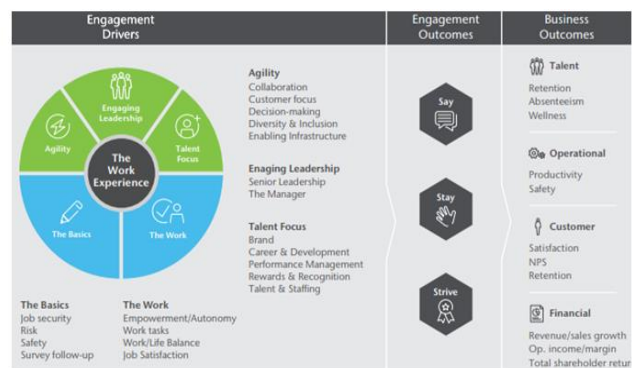 Engagement
Drivers
Engagement
Outcomes
Business
Outcomes
Engaging
Leadership
Agility
Talent
Focus
The
Work
Experience
The Basics
The Work
Agility
Collaboration
Customer focus
Decision-making
Diversity & Inclusion
Enabling Infrastructure
Enaging Leadership
Senior Leadership
The Manager
Talent Focus
Brand
Career & Development
Performance Management
Rewards & Recognition
Talent & Staffing
The Basics
Job security
Risk
Safety
Survey follow-up
The Work
Empowerment/Autonomy
Work tasks
Work/Life Balance
Job Satisfaction
Say
Stay
Strive
Talent
Retention
Absenteeism
Wellness
Operational
Productivity
Safety
Customer
Satisfaction
NPS
Retention
Financial
Revenue/sales growth
Op. income/margin
Total shareholder retur